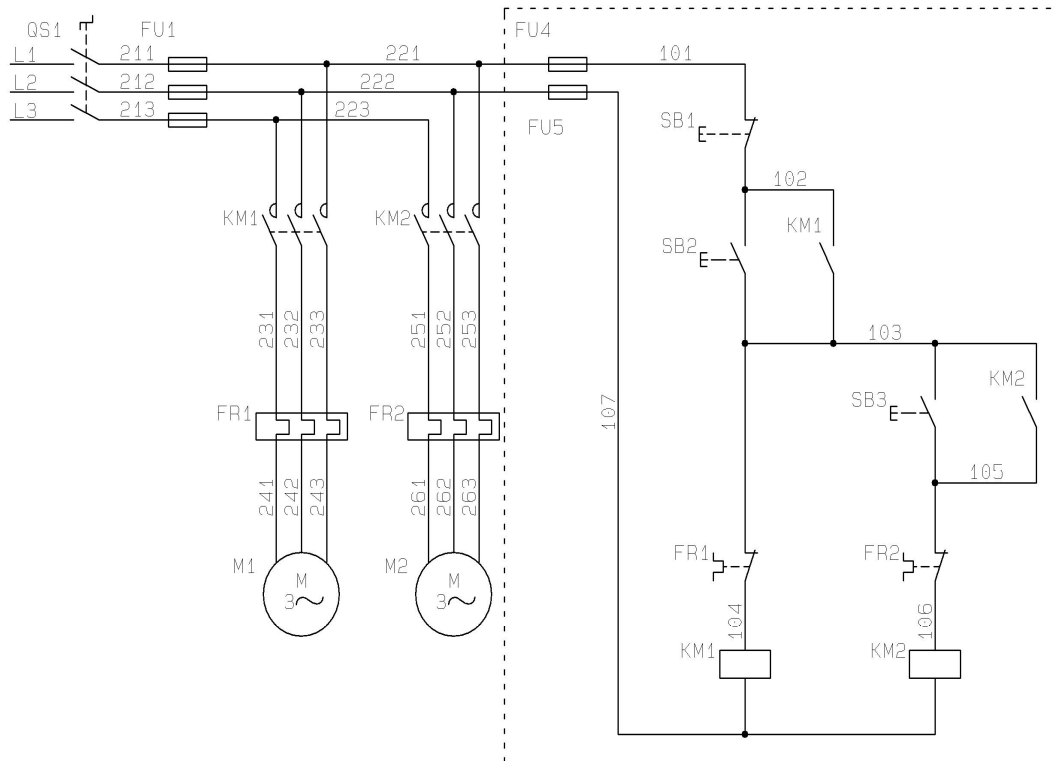 QS1 FU1 FU4
L1 211 221 101
L2 212 222
L3 213 223 FU5 SB1
102
KM1 KM2 SB2 KM1
231 232 233 251 252 253
103
FR1 FR2 107 SB3 KM2
105
241 242 243 261 262 263
M1 M M2 M FR1 FR2
3 3
104 106
KM1 KM2